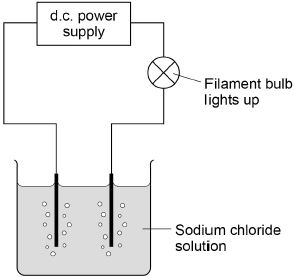 d.c. power
supply
Filament bulb
lights up
Sodium chloride
solution